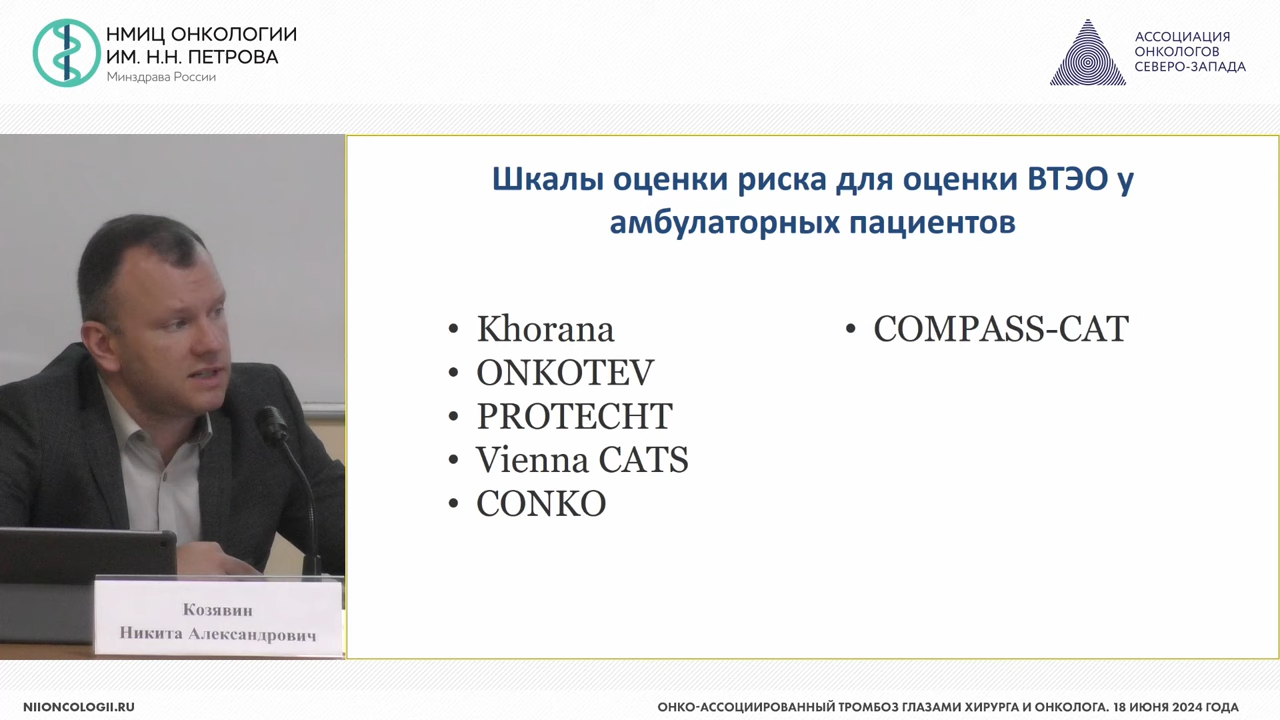 НМИЦ ОНКОЛОГИИ
ИМ. Н.Н. ПЕТРОВА
Минздрава России
АССОЦИАЦИЯ
ОНКОЛОГОВ
СЕВЕРО-ЗАПАДА
Шкалы оценки риска для оценки ВТЭО у
амбулаторных пациентов
• Khorana
• ONKOTEV
• PROTECHT
• Vienna CATS
• CONKO
• COMPASS-CAT
Козявин
Никита Александрович
NIIONCOLOGII.RU
ОНКО-АССОЦИИРОВАННЫЙ ТРОМБОЗ ГЛАЗАМИ ХИРУРГА И ОНКОЛОГА. 18 ИЮНЯ 2024 ГОДА